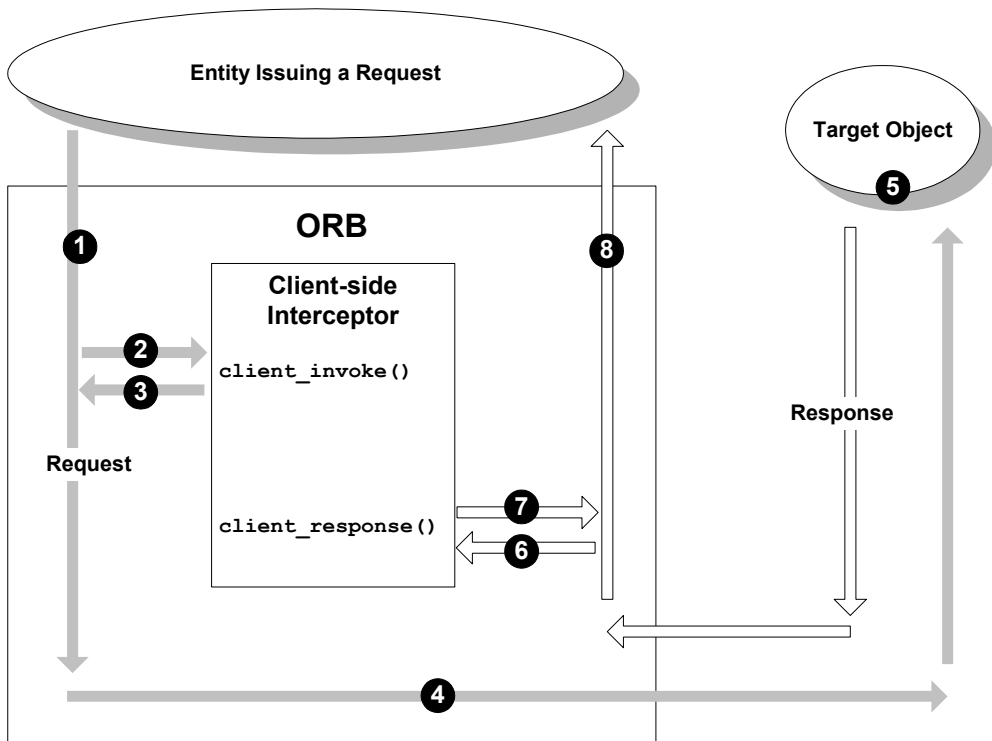 Entity Issuing a Request
Target Object
5
1
ORB
8
Client-side
Interceptor
2
client_invoke()
3
Response
Request
7
client_response()
6
4